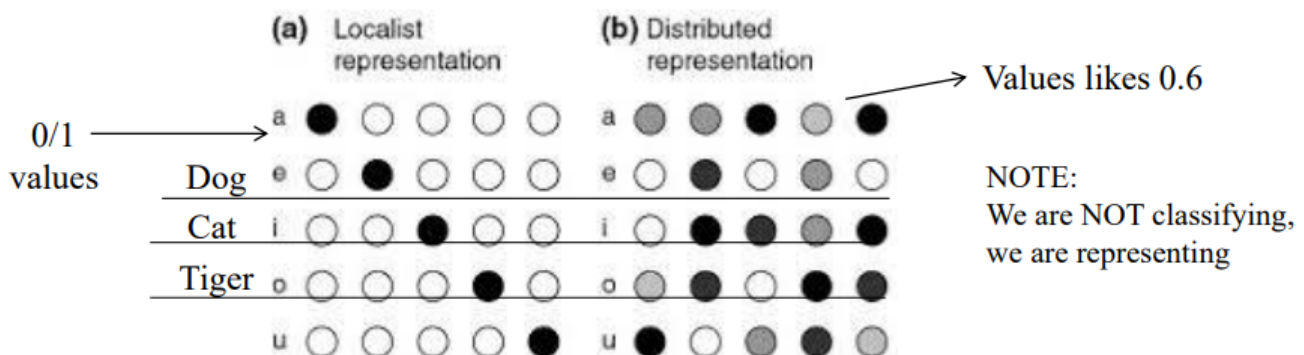 (a) Localist
representation
(b) Distributed
representation
Values likes 0.6
0/1
values
a
a
Dog
e
e
NOTE:
We are NOT classifying,
we are representing
Cat
i
i
Tiger
o
o
u
u